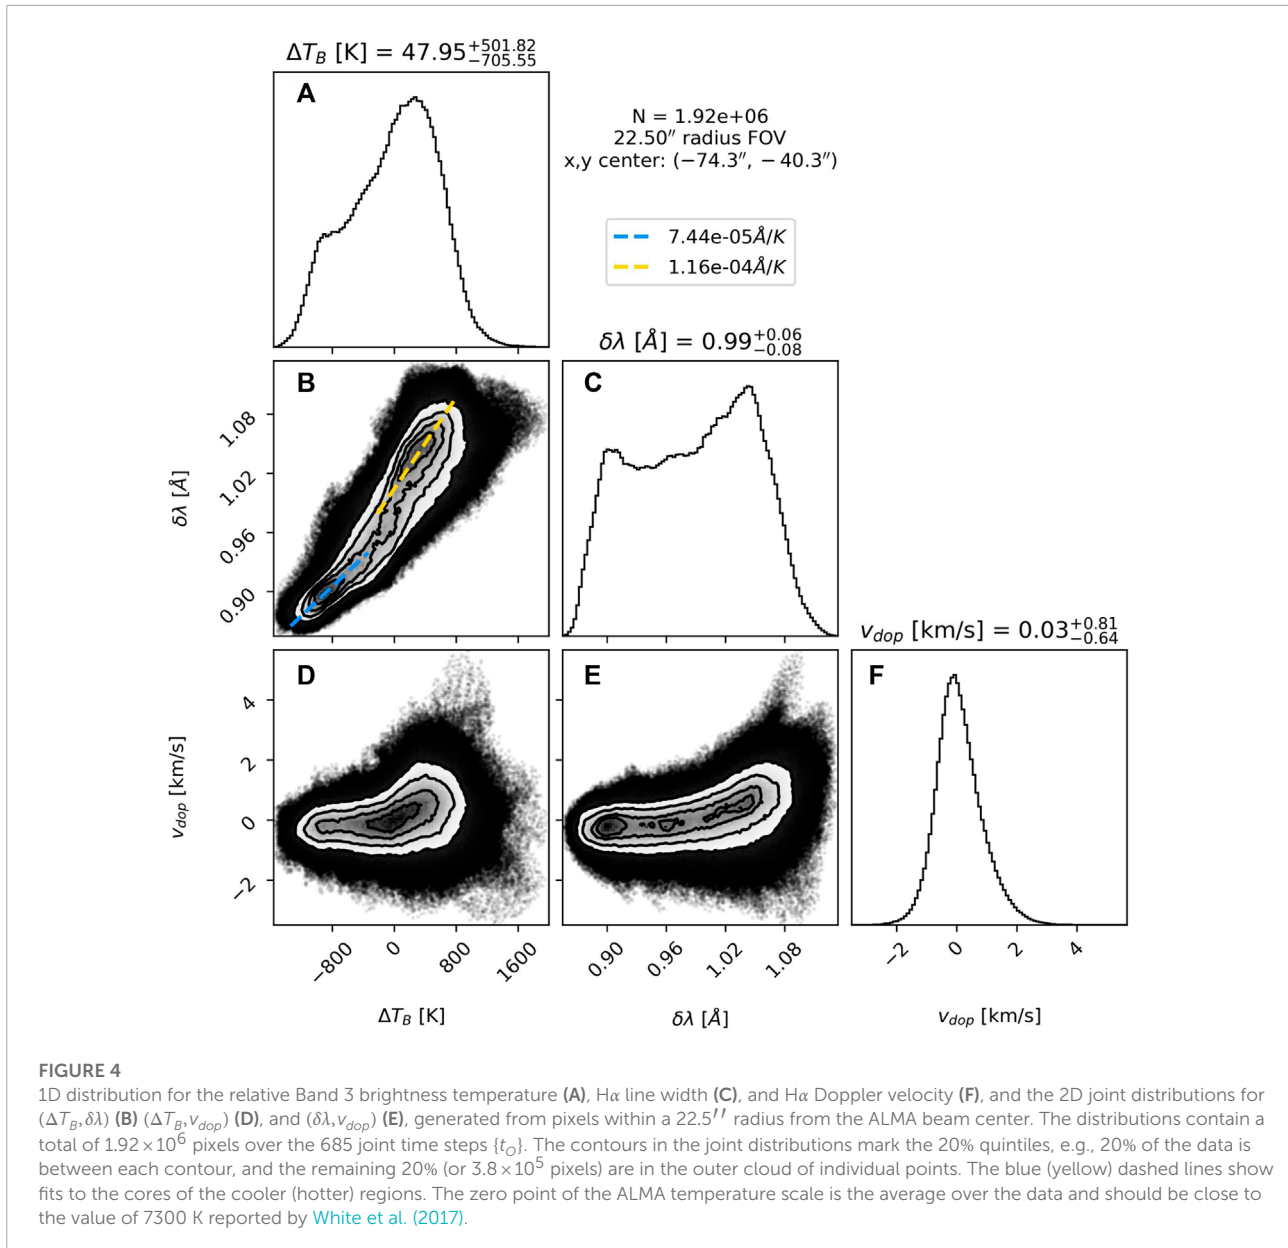 ΔT_B [K] = 47.95 +501.82 −705.55
A
N = 1.92e+06
22.50″ radius FOV
x,y center: (−74.3″, −40.3″)
7.44e-05Å/K
1.16e-04Å/K
δλ [Å] = 0.99 +0.06 −0.08
B
C
1.08
1.02
0.96
0.90
δλ [Å]
v_dop [km/s] = 0.03 +0.81 −0.64
D
E
F
4
2
0
−2
v_dop [km/s]
−800 0 800 1600
0.90 0.96 1.02 1.08
−2 0 2 4
ΔT_B [K]
δλ [Å]
v_dop [km/s]
FIGURE 4
1D distribution for the relative Band 3 brightness temperature (A), Hα line width (C), and Hα Doppler velocity (F), and the 2D joint distributions for
(ΔT_B,δλ) (B) (ΔT_B,v_dop) (D), and (δλ,v_dop) (E), generated from pixels within a 22.5′′ radius from the ALMA beam center. The distributions contain a
total of 1.92×10⁶ pixels over the 685 joint time steps {t_O}. The contours in the joint distributions mark the 20% quintiles, e.g., 20% of the data is
between each contour, and the remaining 20% (or 3.8×10⁵ pixels) are in the outer cloud of individual points. The blue (yellow) dashed lines show
fits to the cores of the cooler (hotter) regions. The zero point of the ALMA temperature scale is the average over the data and should be close to
the value of 7300 K reported by White et al. (2017).